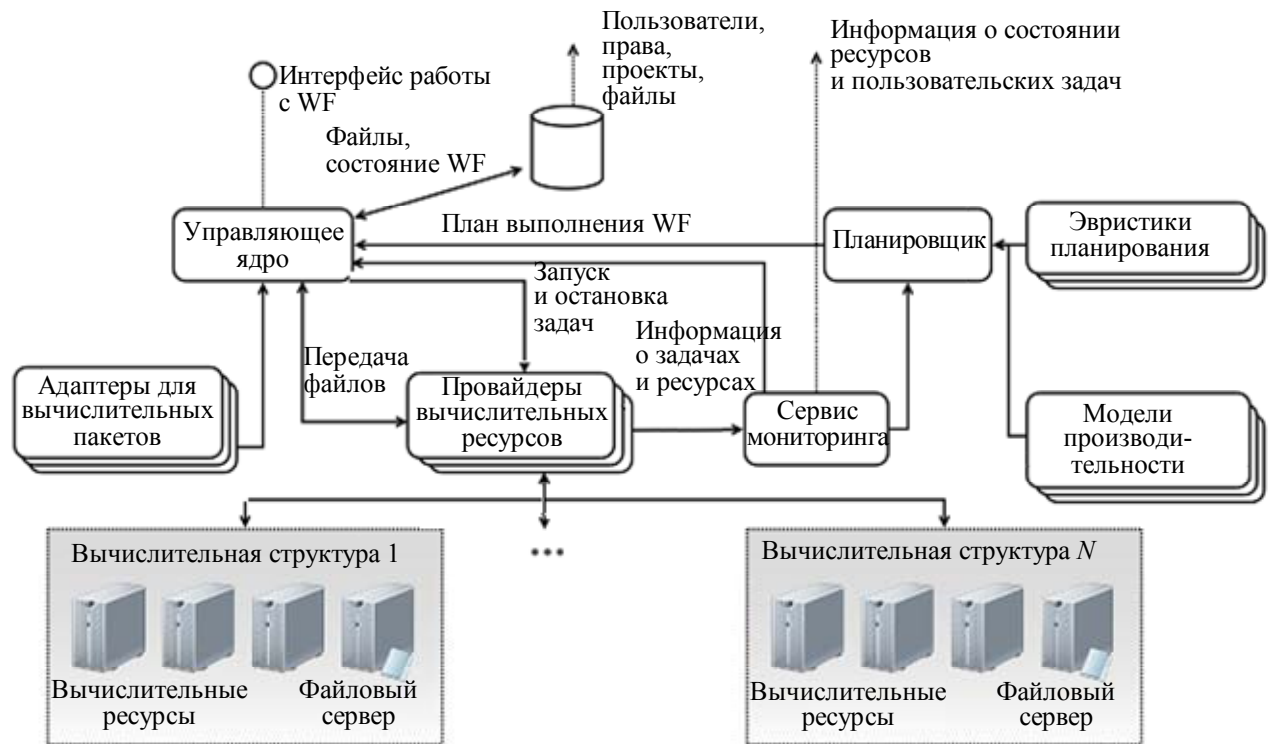 Пользователи,
права,
проекты,
файлы
Информация о состоянии
ресурсов
и пользовательских задач
Интерфейс работы
с WF
Файлы,
состояние WF
Управляющее
ядро
План выполнения WF
Планировщик
Эвристики
планирования
Запуск
и остановка
задач
Информация
о задачах
и ресурсах
Передача
файлов
Адаптеры для
вычислительных
пакетов
Провайдеры
вычислительных
ресурсов
Сервис
мониторинга
Модели
производи-
тельности
Вычислительная структура 1
...
Вычислительная структура N
Вычислительные
ресурсы
Файловый
сервер
Вычислительные
ресурсы
Файловый
сервер